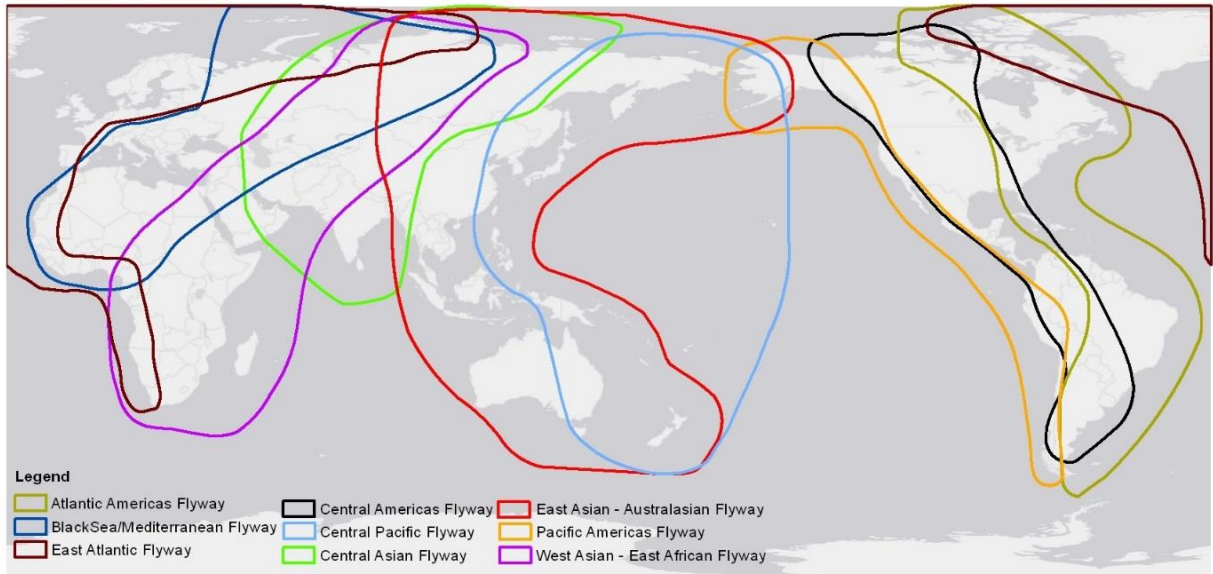 Legend
Atlantic Americas Flyway
BlackSea/Mediterranean Flyway
East Atlantic Flyway
Central Americas Flyway
Central Pacific Flyway
Central Asian Flyway
East Asian - Australasian Flyway
Pacific Americas Flyway
West Asian - East African Flyway